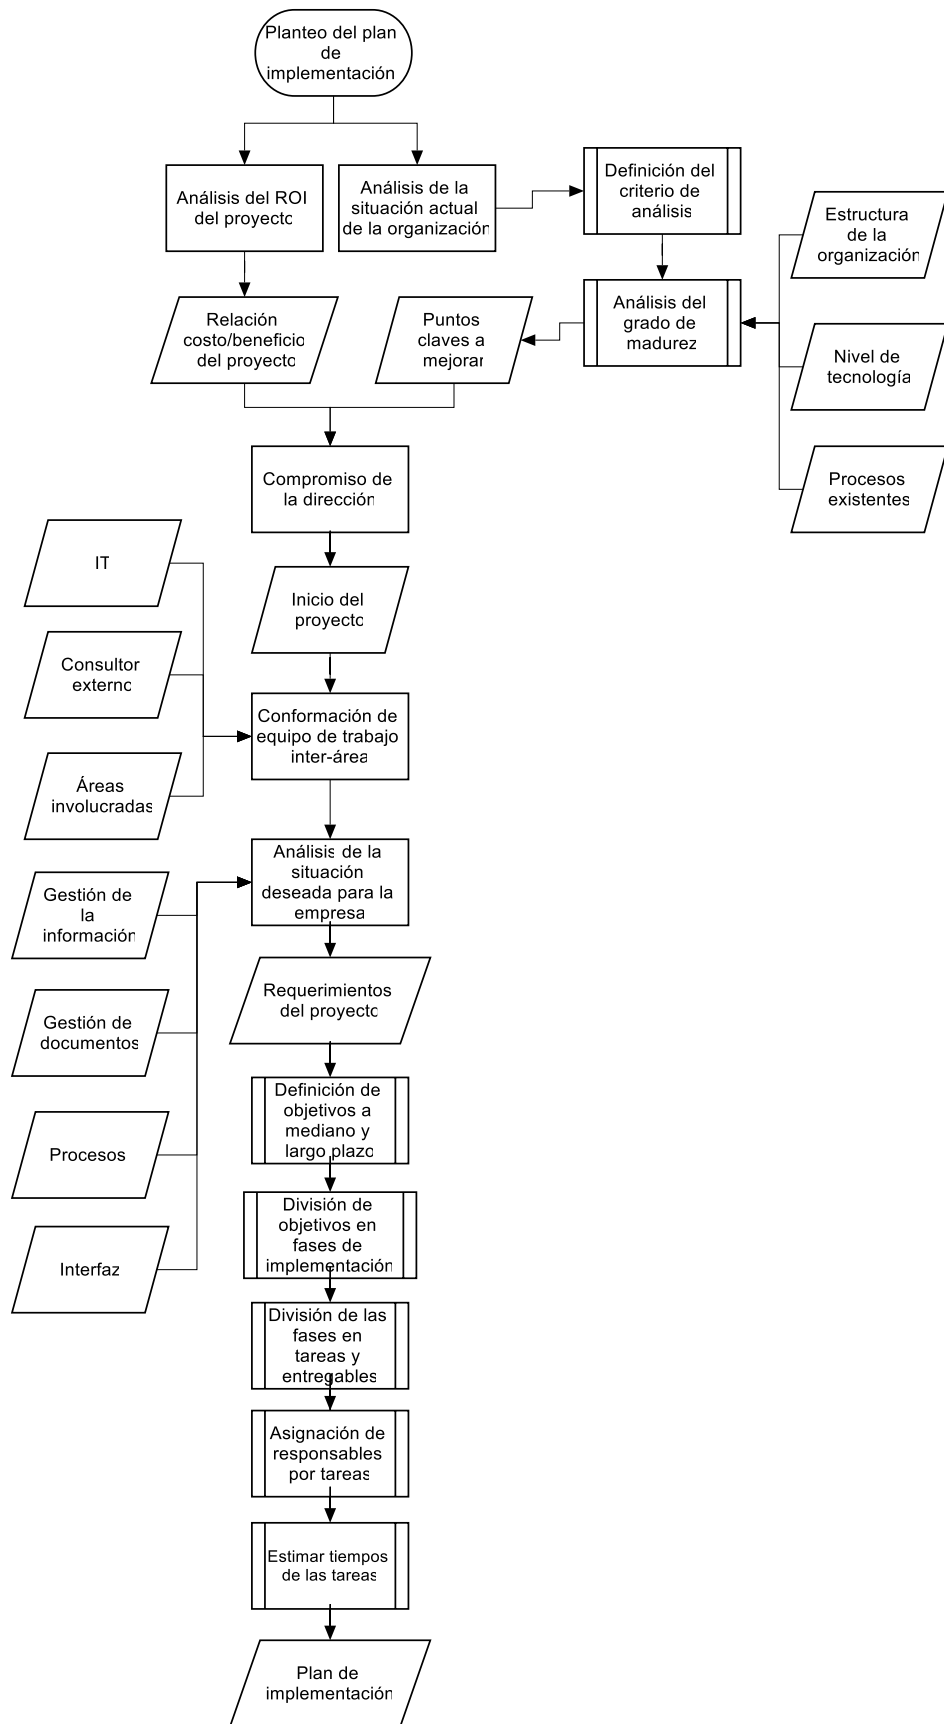 Planteo del plan
de
implementación
Análisis del ROI
del proyecto
Análisis de la
situación actual
de la organización
Definición del
criterio de
análisis
Estructura
de la
organización
Relación
costo/beneficio
del proyecto
Puntos
claves a
mejorar
Análisis del
grado de
madurez
Nivel de
tecnología
Compromiso de
la dirección
Procesos
existentes
IT
Inicio del
proyecto
Consultor
externo
Conformación de
equipo de trabajo
inter-área
Áreas
involucradas
Análisis de la
situación
deseada para la
empresa
Gestión de
la
información
Requerimientos
del proyecto
Gestión de
documentos
Definición de
objetivos a
mediano y
largo plazo
Procesos
División de
objetivos en
fases de
implementación
Interfaz
División de las
fases en
tareas y
entregables
Asignación de
responsables
por tareas
Estimar tiempos
de las tareas
Plan de
implementación